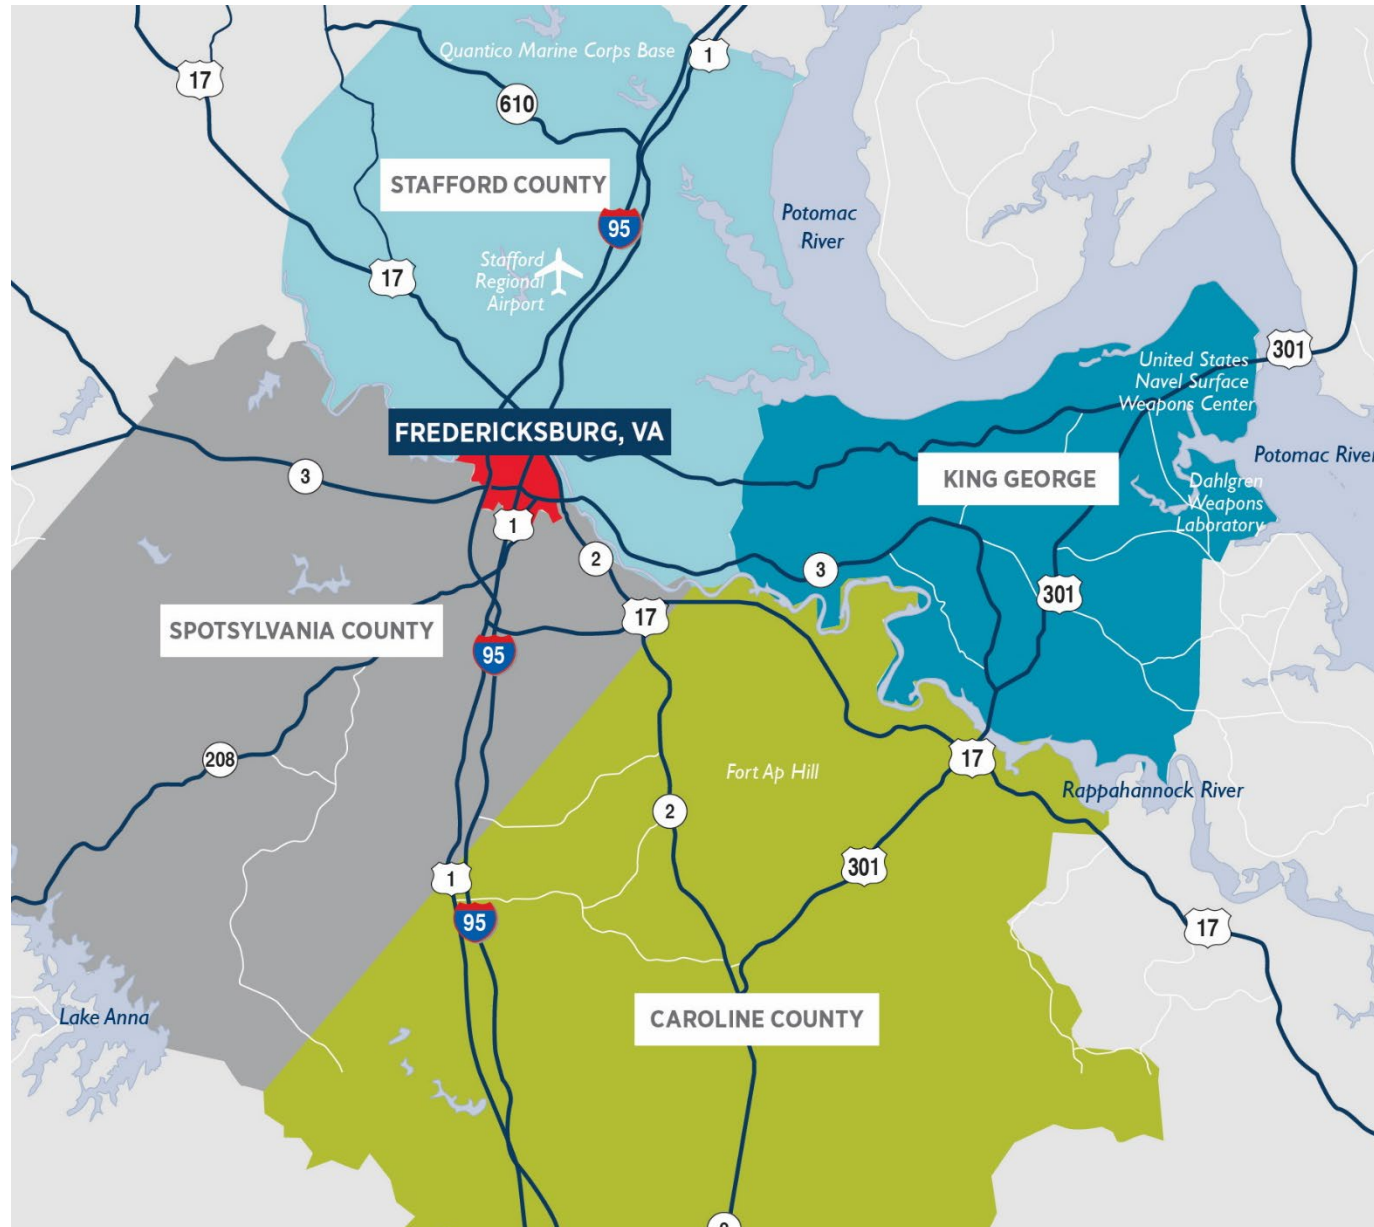 Quantico Marine Corps Base
1
17
610
STAFFORD COUNTY
Potomac
River
95
Stafford
Regional
Airport
17
301
United States
Navel Surface
Weapons Center
FREDERICKSBURG, VA
Potomac River
3
KING GEORGE
Dahlgren
Weapons
Laboratory
1
2
3
301
17
SPOTSYLVANIA COUNTY
95
208
Fort Ap Hill
17
Rappahannock River
2
301
1
95
17
Lake Anna
CAROLINE COUNTY